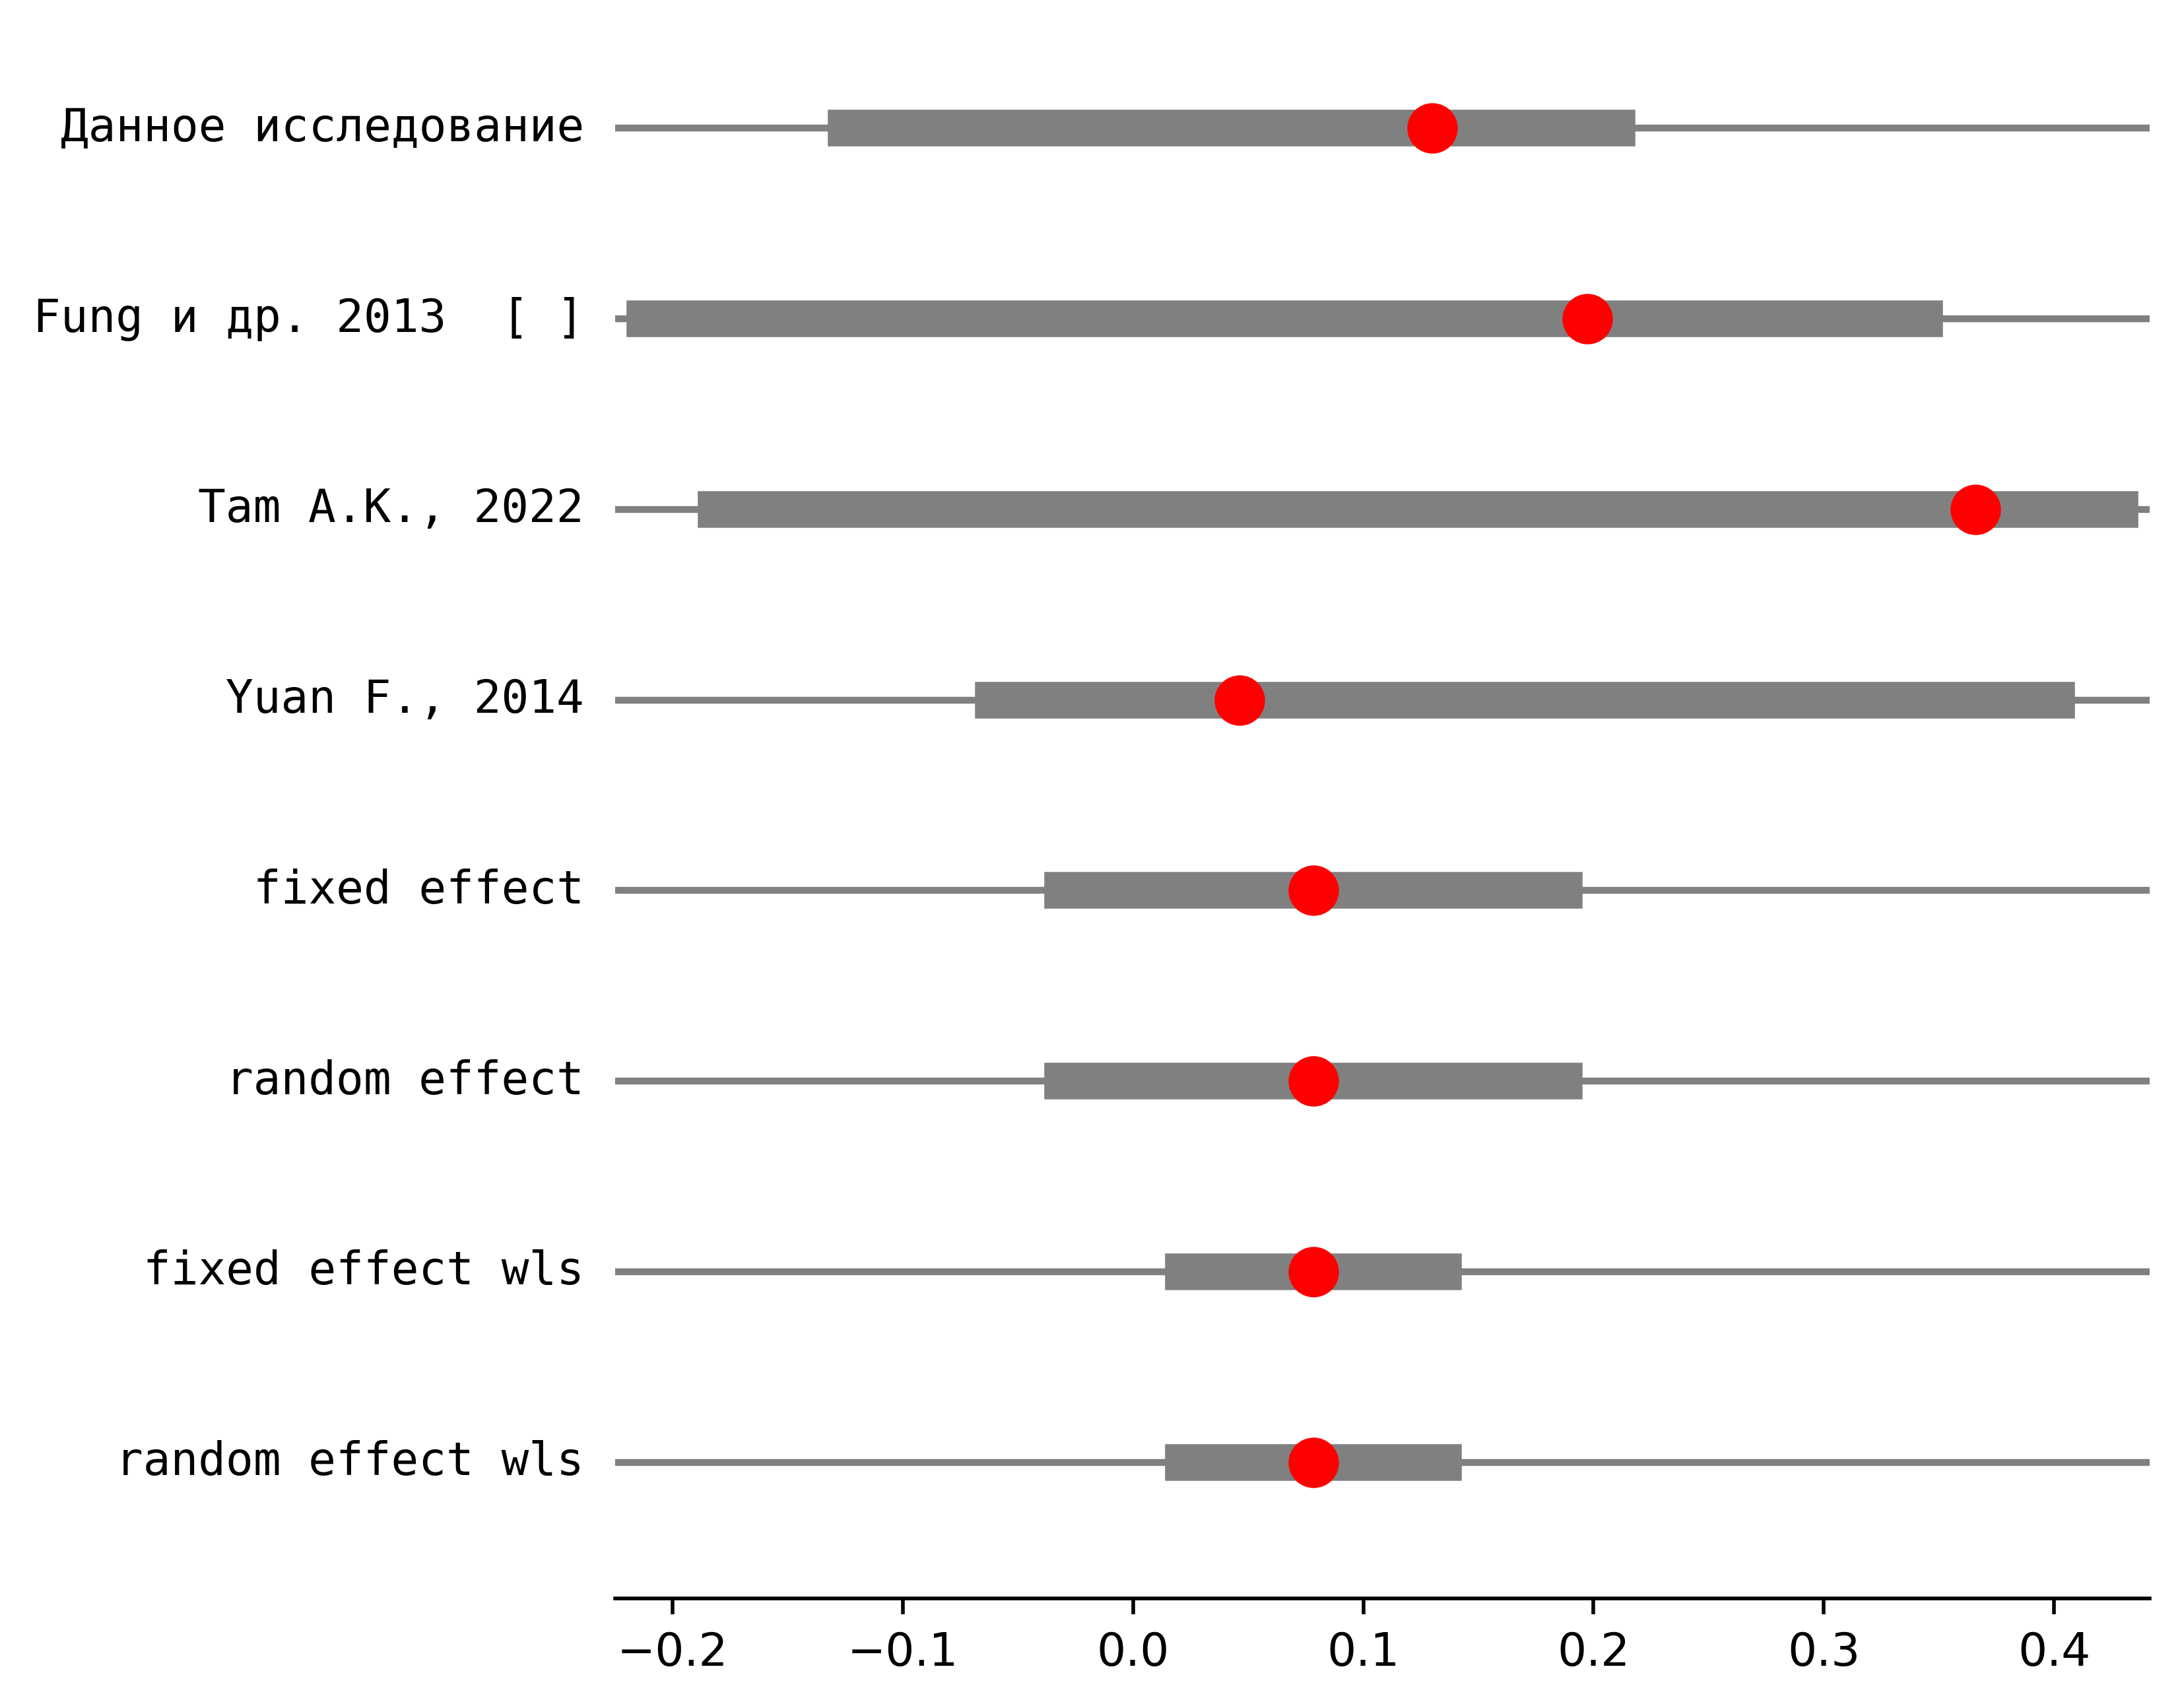 Данное исследование
Fung и др. 2013  [ ]
Tam A.K., 2022
Yuan F., 2014
fixed effect
random effect
fixed effect wls
random effect wls
−0.2 −0.1 0.0 0.1 0.2 0.3 0.4